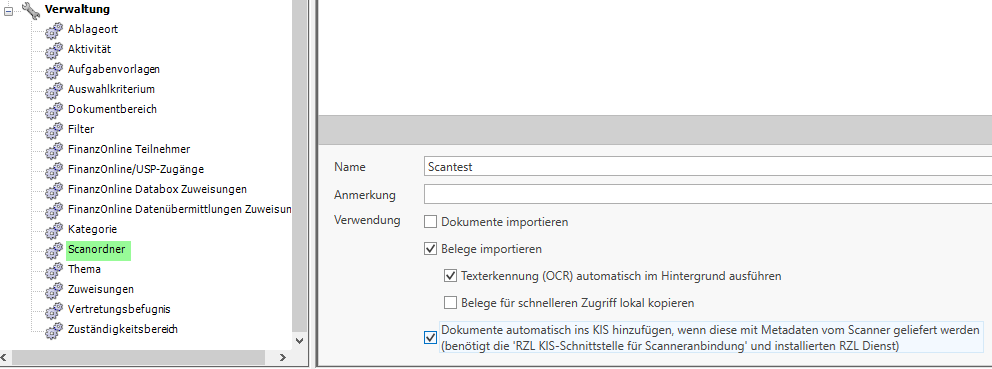 Verwaltung
Ablageort
Aktivität
Aufgabenvorlagen
Auswahlkriterium
Dokumentbereich
Filter
FinanzOnline Teilnehmer
FinanzOnline/USP-Zugänge
FinanzOnline Databox Zuweisungen
FinanzOnline Datenübermittlungen Zuweisun
Kategorie
Scanordner
Thema
Zuweisungen
Vertretungsbefugnis
Zuständigkeitsbereich
Name Scantest
Anmerkung
Verwendung Dokumente importieren
Belege importieren
Texterkennung (OCR) automatisch im Hintergrund ausführen
Belege für schnelleren Zugriff lokal kopieren
Dokumente automatisch ins KIS hinzufügen, wenn diese mit Metadaten vom Scanner geliefert werden
(benötigt die 'RZL KIS-Schnittstelle für Scanneranbindung' und installierten RZL Dienst)